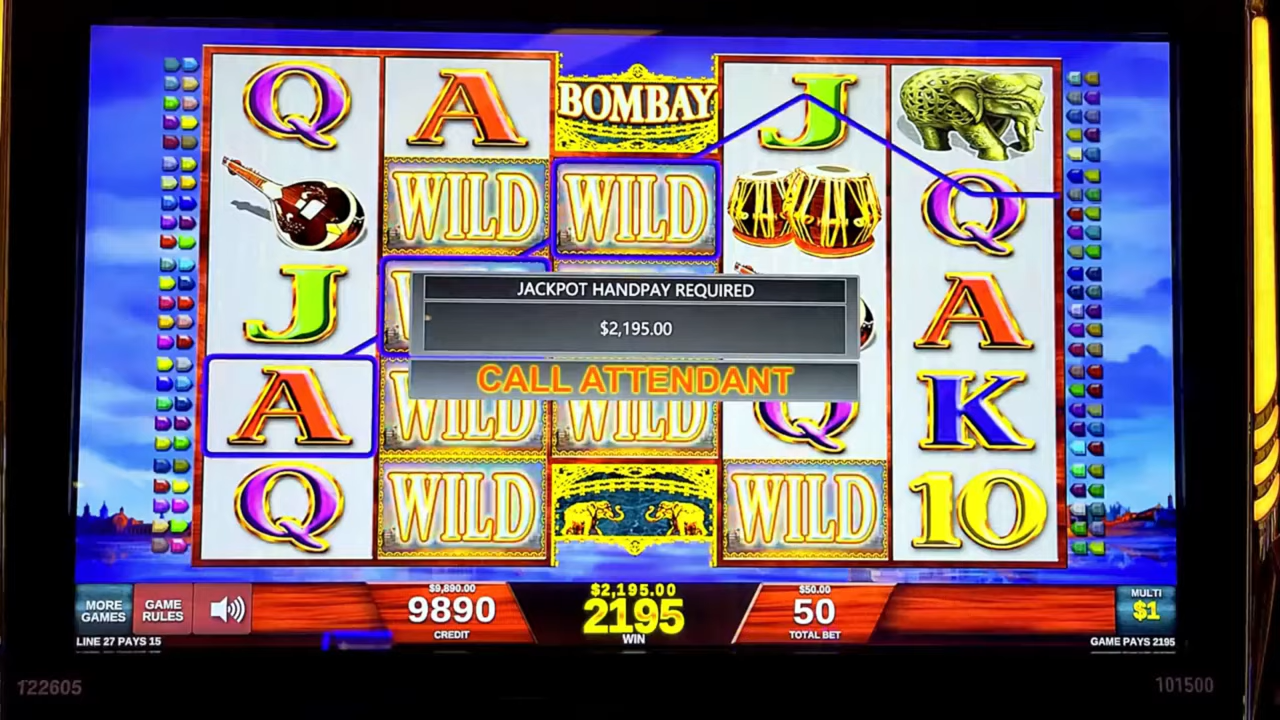 Q A BOMBAY J
WILD WILD Q
J A
JACKPOT HANDPAY REQUIRED
$2,195.00
CALL ATTENDANT
A WILD WILD Q K
Q WILD WILD 10
MORE GAMES
GAME RULES
$9,890.00
9890
CREDIT
$2,195.00
2195
WIN
$50.00
50
TOTAL BET
MULTI
$1
LINE 27 PAYS 15
GAME PAYS 2195
122605
101500